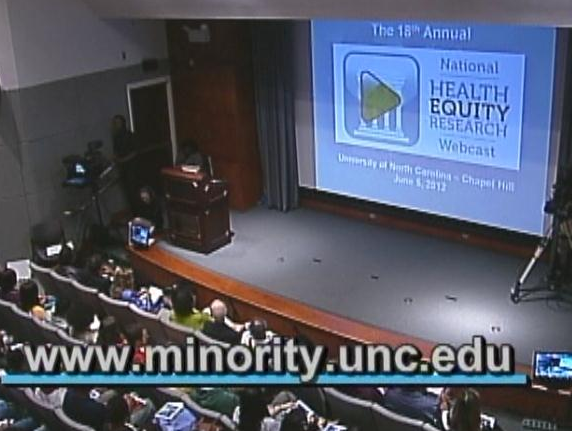 The 18th Annual
National
HEALTH
EQUITY
RESEARCH
Webcast
University of North Carolina - Chapel Hill
June 5, 2012
www.minority.unc.edu